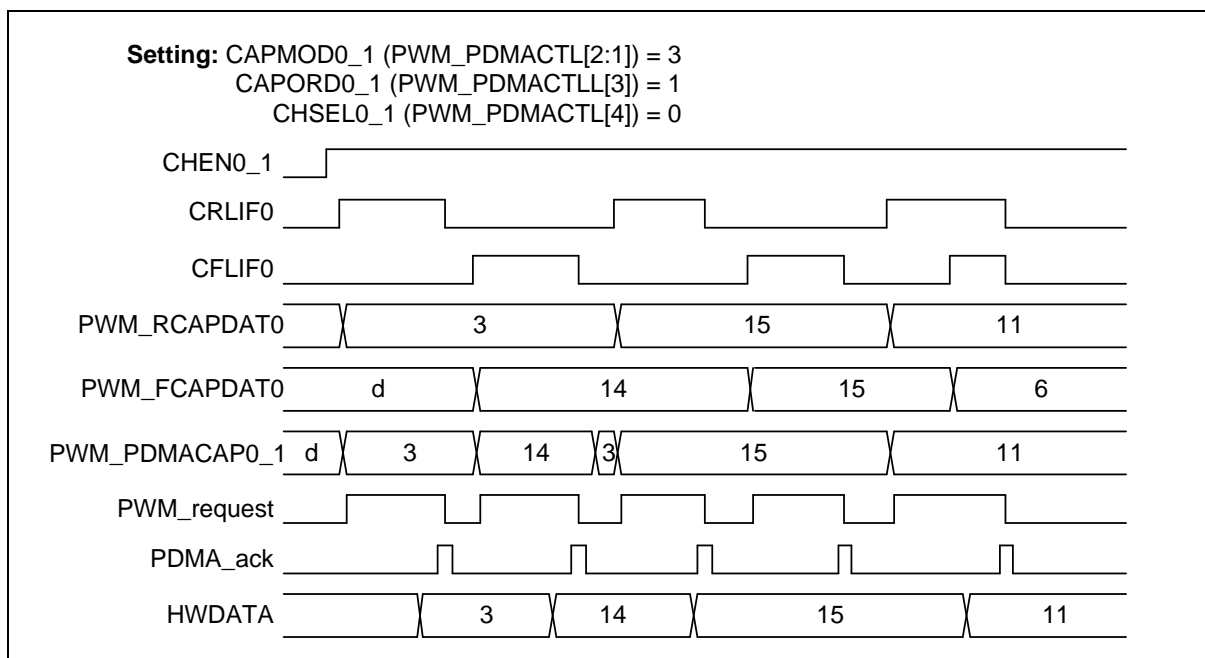 Setting: CAPMOD0_1 (PWM_PDMACTL[2:1]) = 3
CAPORD0_1 (PWM_PDMACTLL[3]) = 1
CHSEL0_1 (PWM_PDMACTL[4]) = 0
CHEN0_1
CRLIF0
CFLIF0
PWM_RCAPDAT0 3 15 11
PWM_FCAPDAT0 d 14 15 6
PWM_PDMACAP0_1 d 3 14 3 15 11
PWM_request
PDMA_ack
HWDATA 3 14 15 11